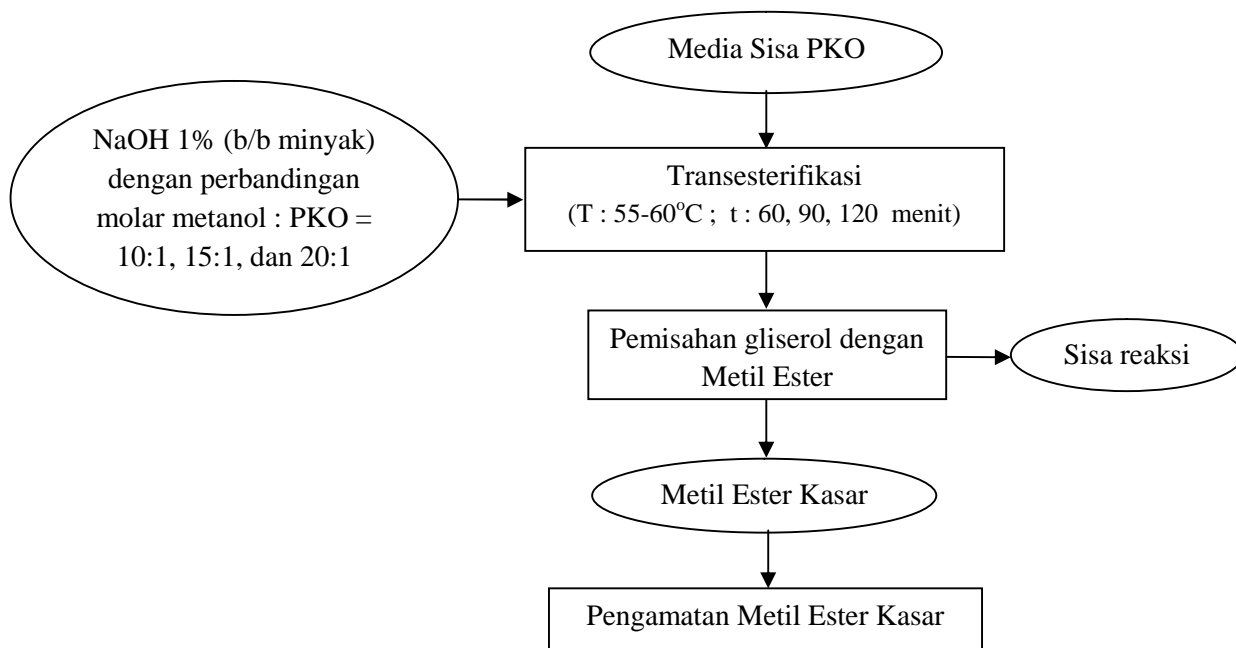 Media Sisa PKO
NaOH 1% (b/b minyak)
dengan perbandingan
molar metanol : PKO =
10:1, 15:1, dan 20:1
Transesterifikasi
(T : 55-60°C ; t : 60, 90, 120 menit)
Pemisahan gliserol dengan
Metil Ester
Sisa reaksi
Metil Ester Kasar
Pengamatan Metil Ester Kasar